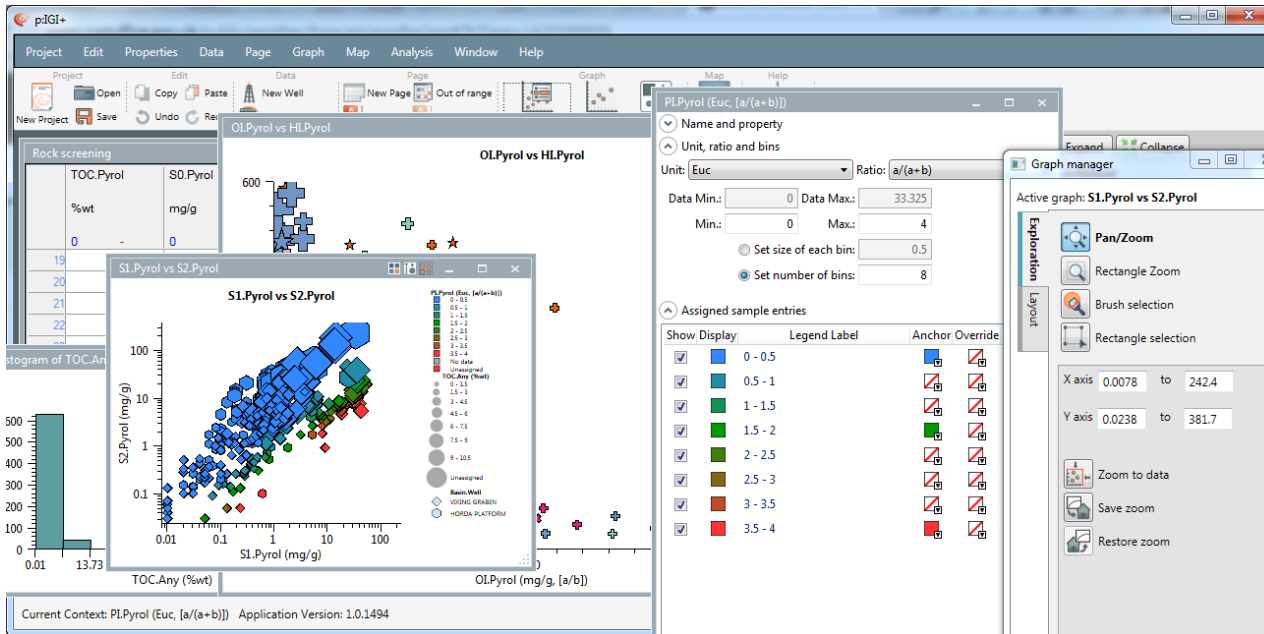 p:IGI+
Project Edit Properties Data Page Graph Map Analysis Window Help
Project Edit Data Page Graph Map Help
New Project Open Save Copy Paste Undo New Well New Page Out of range
Expand Collapse
Rock screening
TOC.Pyrol S0.Pyrol
%wt mg/g
0 - 0
19
20
21
22
OI.Pyrol vs HI.Pyrol
OI.Pyrol vs HI.Pyrol
600
OI.Pyrol (mg/g, [a/b])
S1.Pyrol vs S2.Pyrol
S1.Pyrol vs S2.Pyrol
S2.Pyrol (mg/g)
100
10
1
0.1
0.01 0.1 1 10 100
S1.Pyrol (mg/g)
PI.Pyrol (Euc, [a/(a+b)])
0 - 0.5
0.5 - 1
1 - 1.5
1.5 - 2
2 - 2.5
2.5 - 3
3 - 3.5
3.5 - 4
No data
Unassigned
TOC.Any (%wt)
0 - 1.5
1.5 - 3
3 - 4.5
4.5 - 6
6 - 7.5
7.5 - 9
9 - 10.5
Unassigned
Basin.Well
VIKING GRABEN
HORDA PLATFORM
600
500
400
300
200
100
0
0.01 13.73
TOC.Any (%wt)
PI.Pyrol (Euc, [a/(a+b)])
Name and property
Unit, ratio and bins
Unit: Euc Ratio: a/(a+b)
Data Min.: 0 Data Max.: 33.325
Min.: 0 Max.: 4
Set size of each bin: 0.5
Set number of bins: 8
Assigned sample entries
Show Display Legend Label Anchor Override
0 - 0.5
0.5 - 1
1 - 1.5
1.5 - 2
2 - 2.5
2.5 - 3
3 - 3.5
3.5 - 4
Graph manager
Active graph: S1.Pyrol vs S2.Pyrol
Exploration
Layout
Pan/Zoom
Rectangle Zoom
Brush selection
Rectangle selection
X axis 0.0078 to 242.4
Y axis 0.0238 to 381.7
Zoom to data
Save zoom
Restore zoom
Current Context: PI.Pyrol (Euc, [a/(a+b)]) Application Version: 1.0.1494